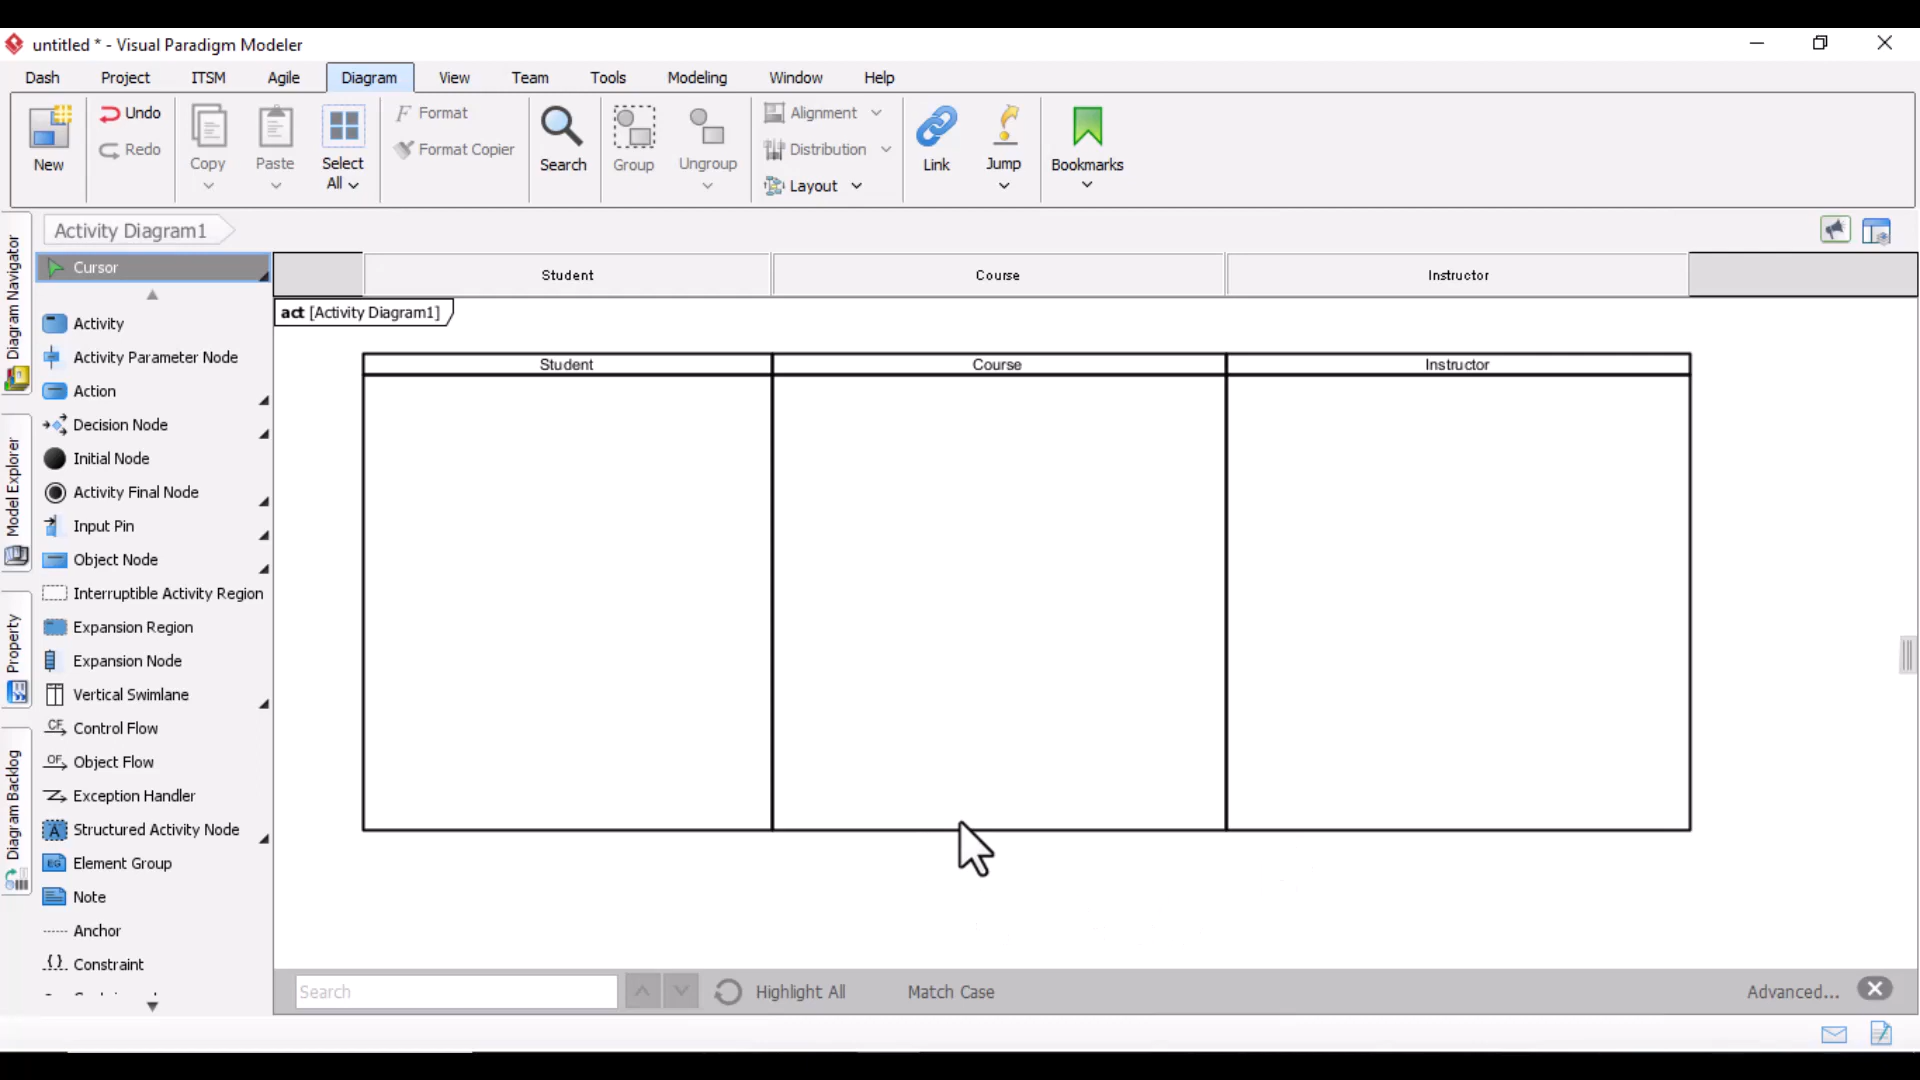 untitled * - Visual Paradigm Modeler
Dash Project ITSM Agile Diagram View Team Tools Modeling Window Help
New
Undo
Redo
Copy
Paste
Select
All
Format
Format Copier
Search
Group
Ungroup
Alignment
Distribution
Layout
Link
Jump
Bookmarks
Activity Diagram1
Diagram Navigator
Model Explorer
Property
Diagram Backlog
Cursor
Activity
Activity Parameter Node
Action
Decision Node
Initial Node
Activity Final Node
Input Pin
Object Node
Interruptible Activity Region
Expansion Region
Expansion Node
Vertical Swimlane
CF Control Flow
OF Object Flow
Exception Handler
A Structured Activity Node
EG Element Group
Note
Anchor
{} Constraint
Student Course Instructor
act [Activity Diagram1]
Student Course Instructor
Search Highlight All Match Case Advanced...